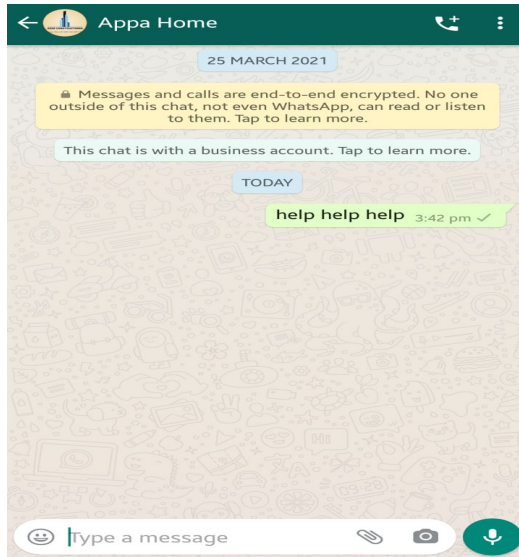 Appa Home
25 MARCH 2021
Messages and calls are end-to-end encrypted. No one
outside of this chat, not even WhatsApp, can read or listen
to them. Tap to learn more.
This chat is with a business account. Tap to learn more.
TODAY
help help help 3:42 pm
Type a message